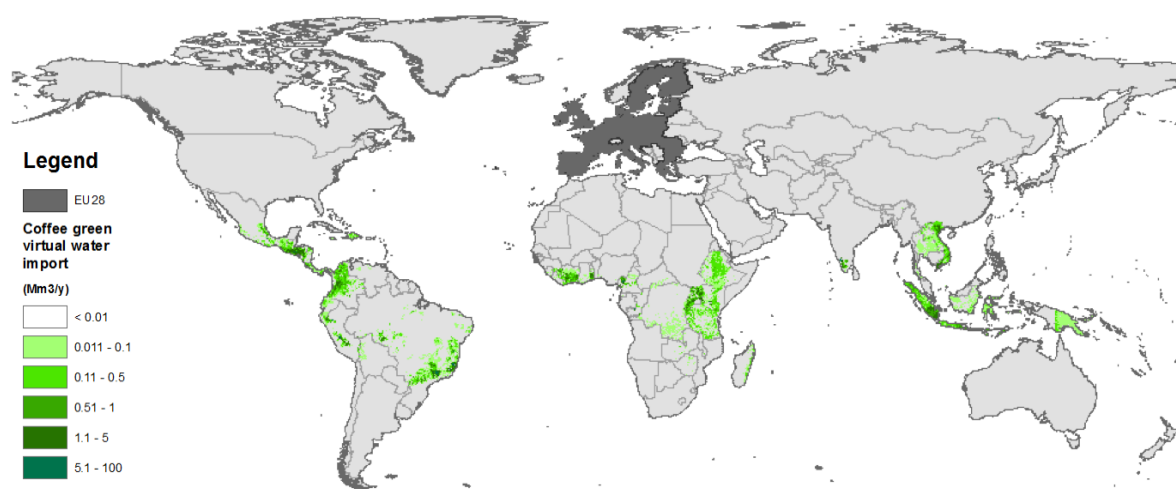 Legend
EU28
Coffee green
virtual water
import
(Mm3/y)
< 0.01
0.011 - 0.1
0.11 - 0.5
0.51 - 1
1.1 - 5
5.1 - 100